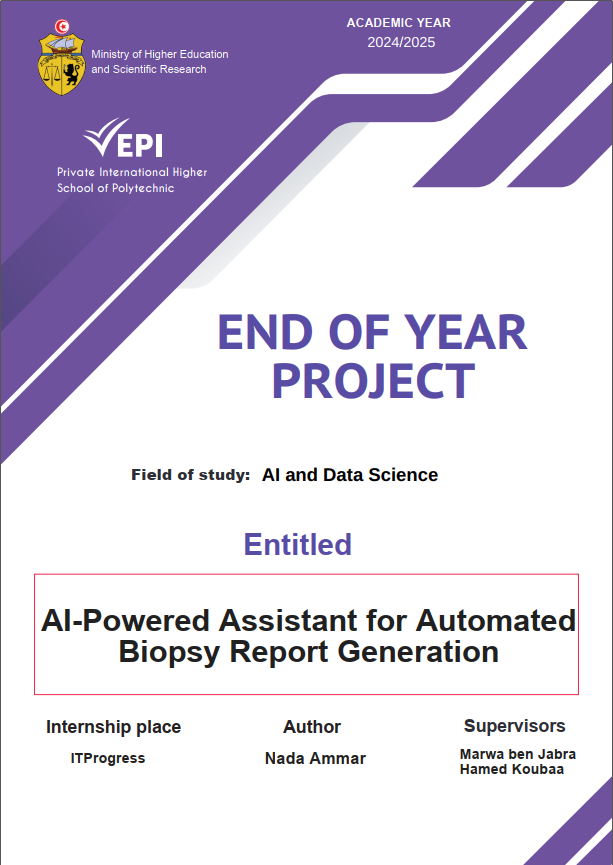 ACADEMIC YEAR
2024/2025
Ministry of Higher Education
and Scientific Research
EPI
Private International Higher
School of Polytechnic
END OF YEAR
PROJECT
Field of study: AI and Data Science
Entitled
AI-Powered Assistant for Automated
Biopsy Report Generation
Internship place
ITProgress
Author
Nada Ammar
Supervisors
Marwa ben Jabra
Hamed Koubaa